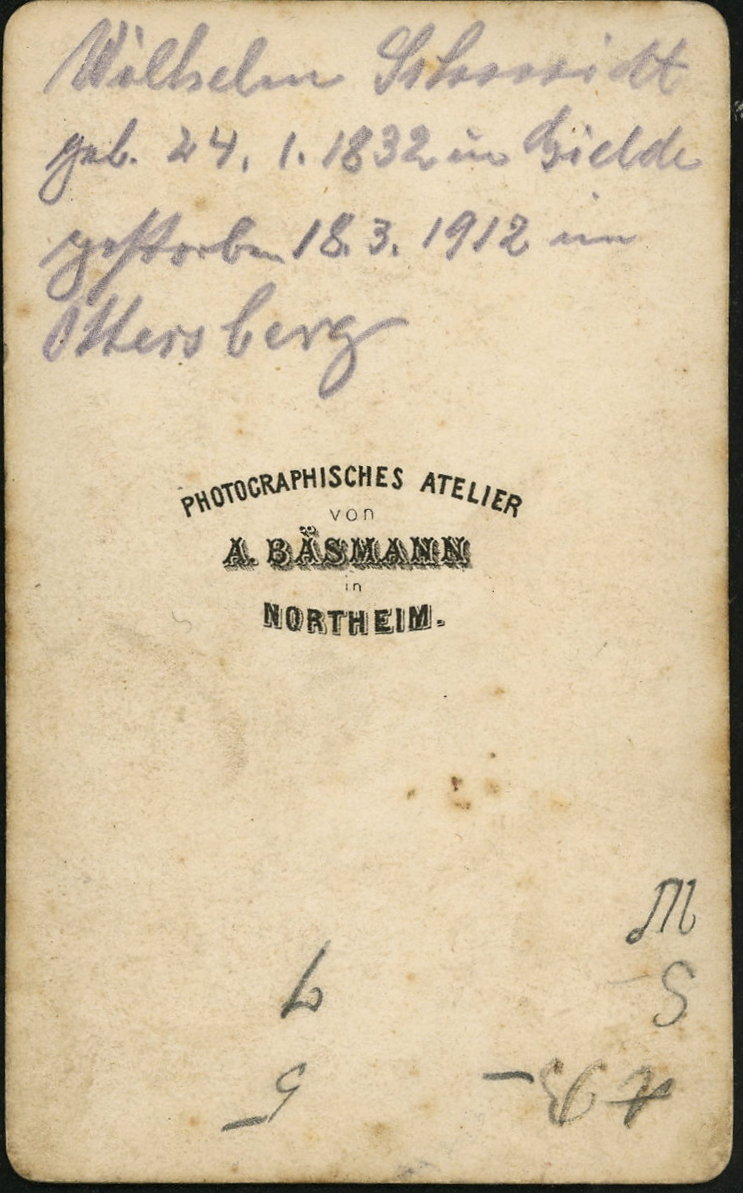 Wilhelm Schmidt
geb. 24. 1. 1832 in Gielde
gestorben 18. 3. 1912 in
Ottersberg
PHOTOGRAPHISCHES ATELIER
von
A. BÄSMANN
in
NORTHEIM.